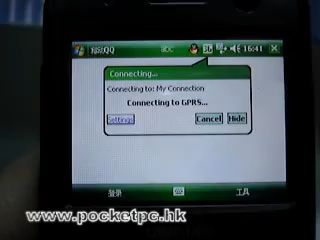 QQ
16:41
Connecting...
Connecting to: My Connection
Connecting to GPRS...
Settings Cancel Hide
登录 工具
www.pocketpc.hk